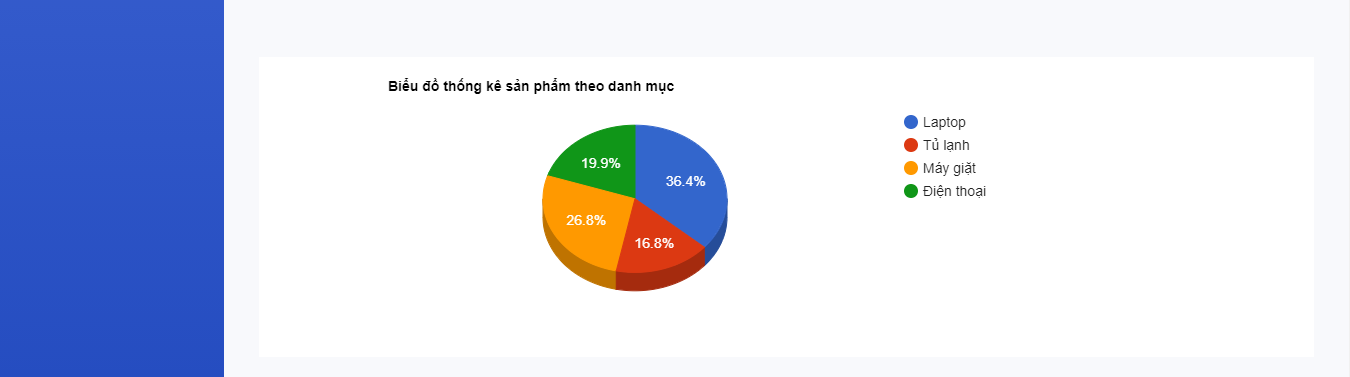 Biểu đồ thống kê sản phẩm theo danh mục
Laptop
Tủ lạnh
Máy giặt
Điện thoại
19.9%
36.4%
26.8%
16.8%